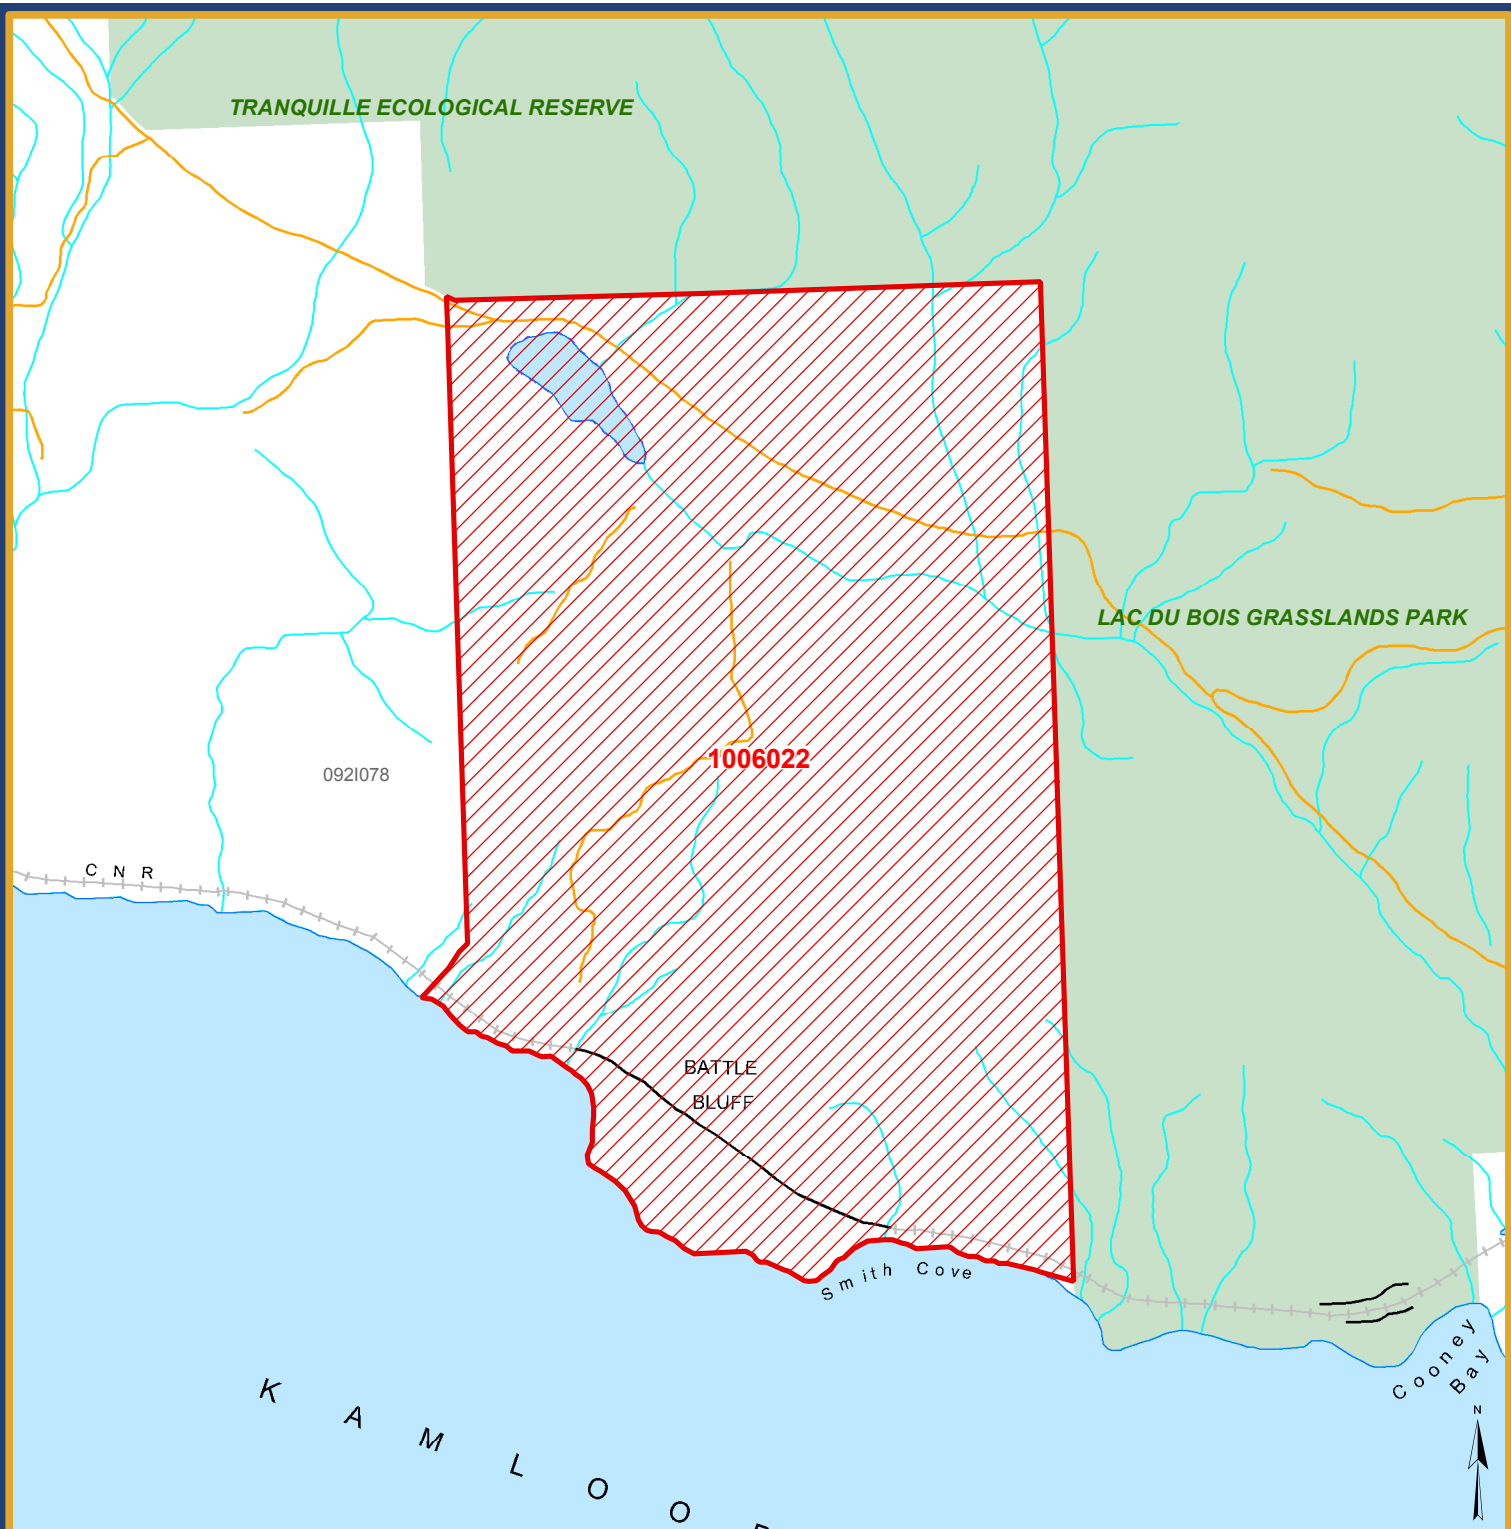 TRANQUILLE ECOLOGICAL RESERVE
LAC DU BOIS GRASSLANDS PARK
1006022
092I078
C N R
BATTLE
BLUFF
Smith Cove
Cooney
Bay
N
K A M L O O